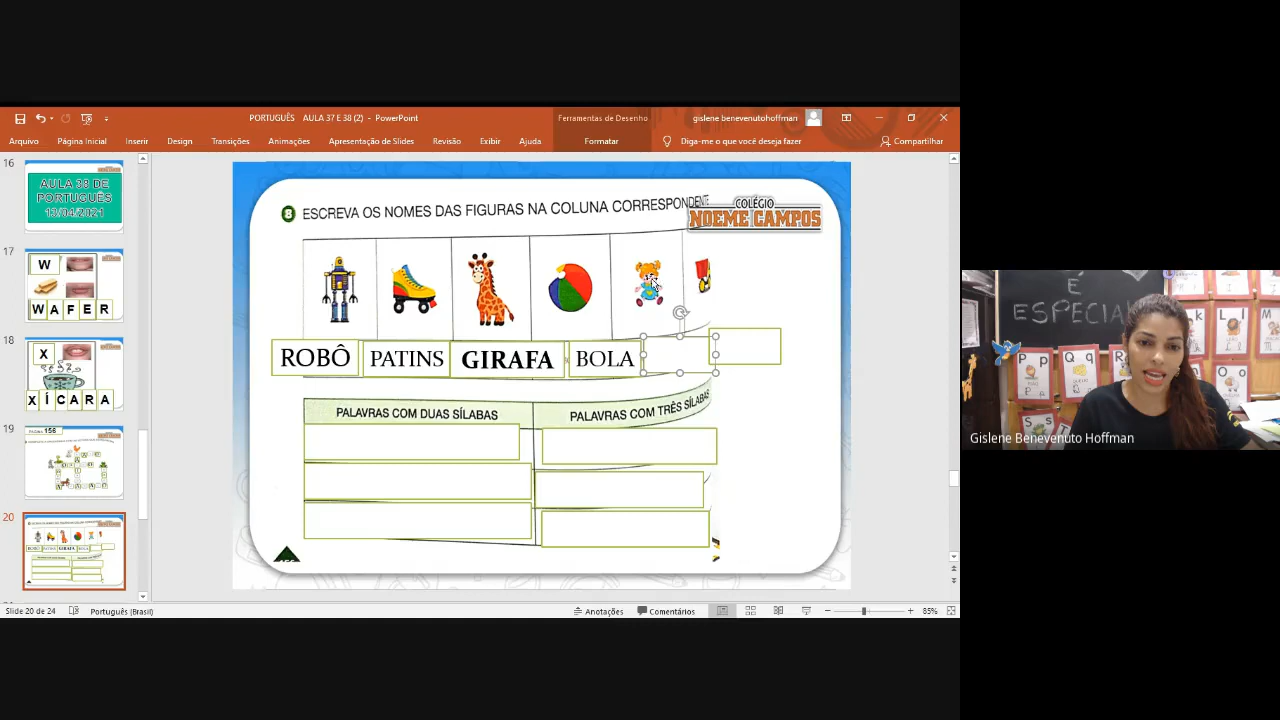 PORTUGUÊS AULA 37 E 38 (2) - PowerPoint
Ferramentas de Desenho
gislene benevenutohoffman
Arquivo Página Inicial Inserir Design Transições Animações Apresentação de Slides Revisão Exibir Ajuda Formatar Diga-me o que você deseja fazer Compartilhar
16
AULA 38 DE
PORTUGUÊS
13/04/2021
17
W
W A F E R
18
X
X Í C A R A
19
PÁGINA 156
20
8 ESCREVA OS NOMES DAS FIGURAS NA COLUNA CORRESPONDENTE
COLÉGIO
NOEME CAMPOS
ROBÔ PATINS GIRAFA BOLA
PALAVRAS COM DUAS SÍLABAS PALAVRAS COM TRÊS SÍLABAS
É
ESPECIAL
P p
Q q
L l
M
O o
Gislene Benevenuto Hoffman
Slide 20 de 24 Português (Brasil) Anotações Comentários 85%